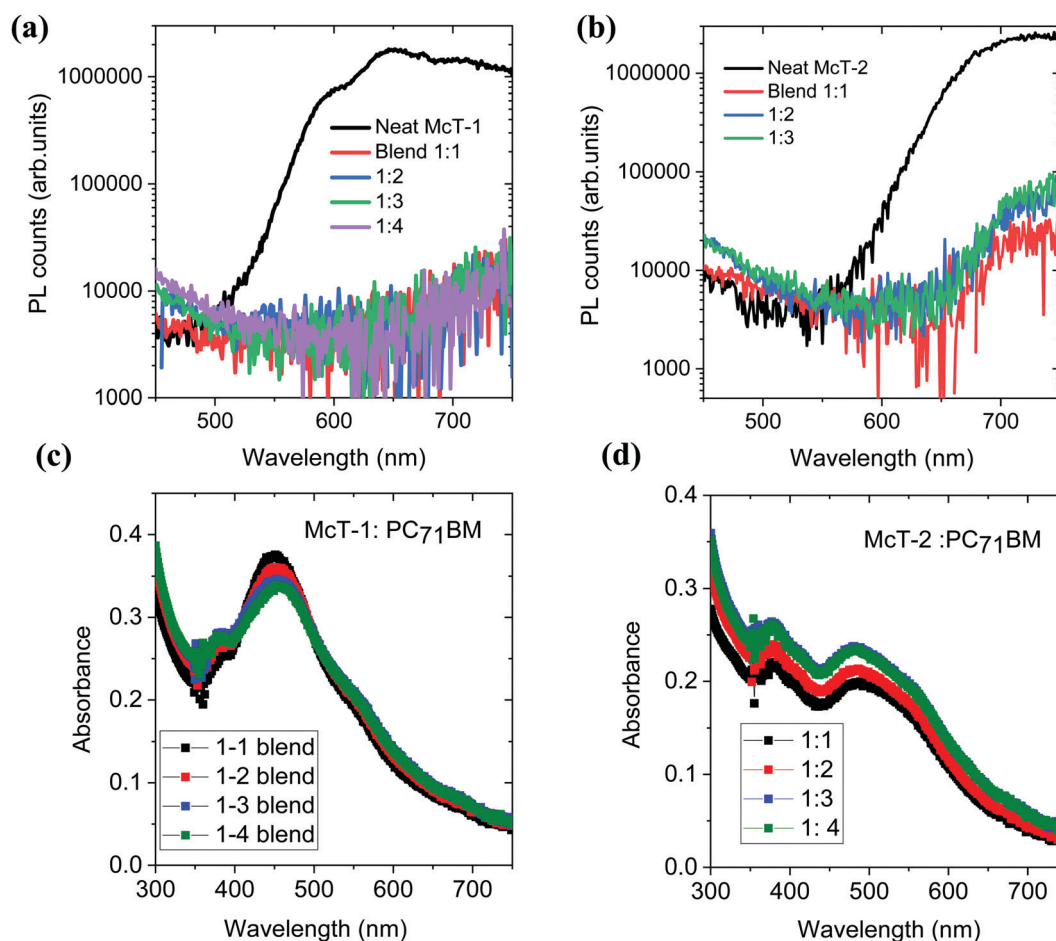 (a)
1000000
100000
10000
1000
PL counts (arb.units)
Neat McT-1
Blend 1:1
1:2
1:3
1:4
500
600
700
Wavelength (nm)
(b)
1000000
100000
10000
1000
PL counts (arb.units)
Neat McT-2
Blend 1:1
1:2
1:3
500
600
700
Wavelength (nm)
(c)
McT-1: PC71BM
0.4
0.3
0.2
0.1
0.0
Absorbance
1-1 blend
1-2 blend
1-3 blend
1-4 blend
300
400
500
600
700
Wavelength (nm)
(d)
McT-2 :PC71BM
0.4
0.3
0.2
0.1
0.0
Absorbance
1:1
1:2
1:3
1: 4
300
400
500
600
700
Wavelength (nm)